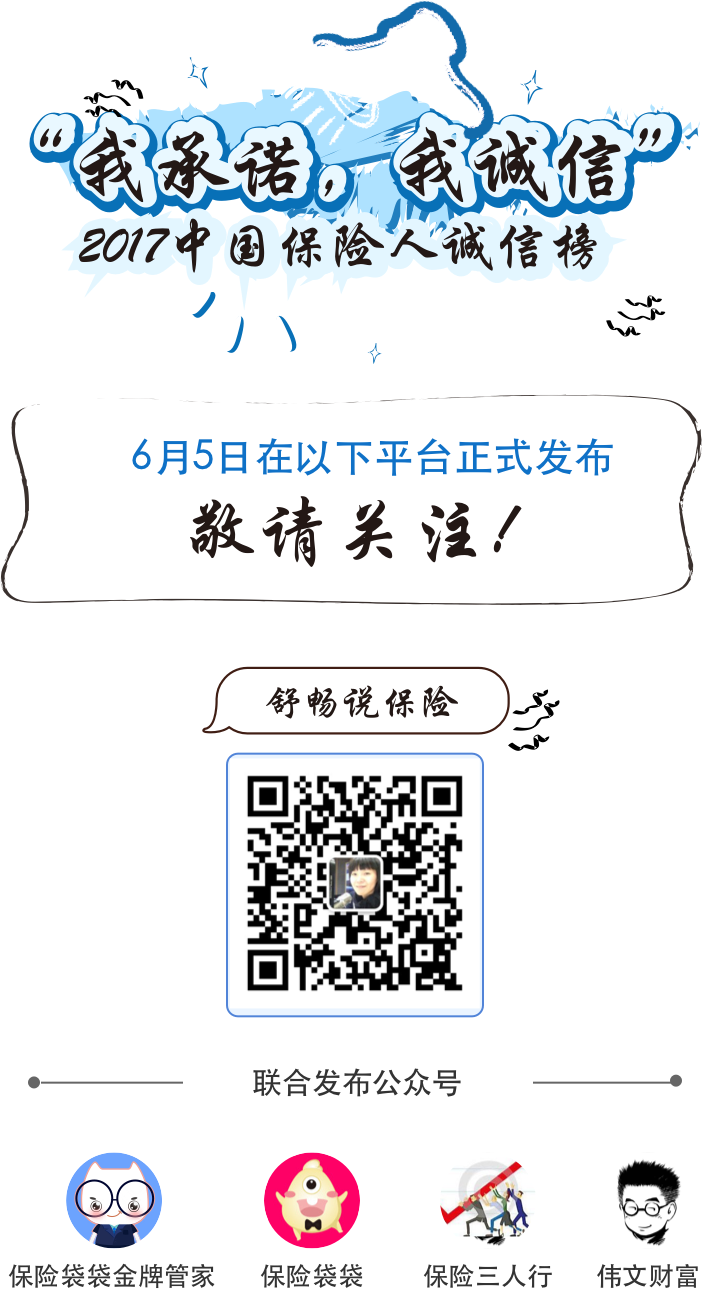 “我承诺，我诚信”
2017中国保险人诚信榜
6月5日在以下平台正式发布
敬请关注！
舒畅说保险
联合发布公众号
保险袋袋金牌管家
保险袋袋
保险三人行
伟文财富